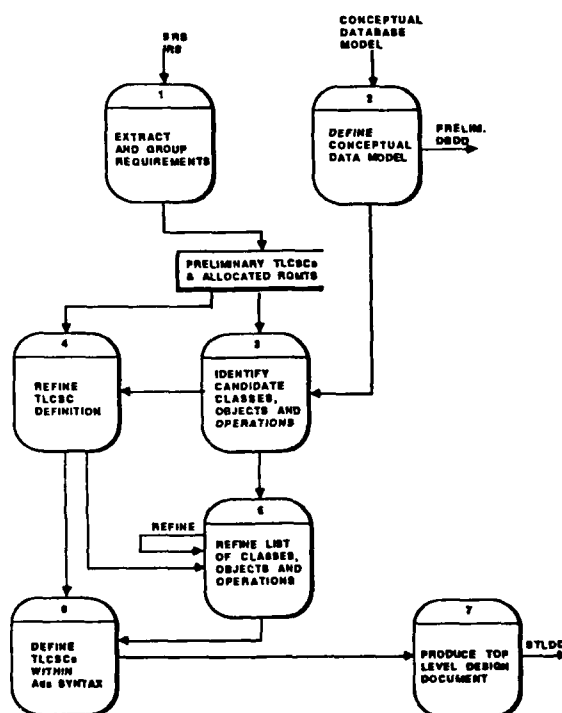 SRS
IRS
CONCEPTUAL
DATABASE
MODEL
1
EXTRACT
AND GROUP
REQUIREMENTS
2
DEFINE
CONCEPTUAL
DATA MODEL
PRELIM.
DBDD
PRELIMINARY TLCSCs
& ALLOCATED RQMTS
4
REFINE
TLCSC
DEFINITION
3
IDENTIFY
CANDIDATE
CLASSES,
OBJECTS AND
OPERATIONS
REFINE
5
REFINE LIST
OF CLASSES,
OBJECTS AND
OPERATIONS
6
DEFINE
TLCSCs
WITHIN
Ada SYNTAX
7
PRODUCE TOP
LEVEL DESIGN
DOCUMENT
STLDD